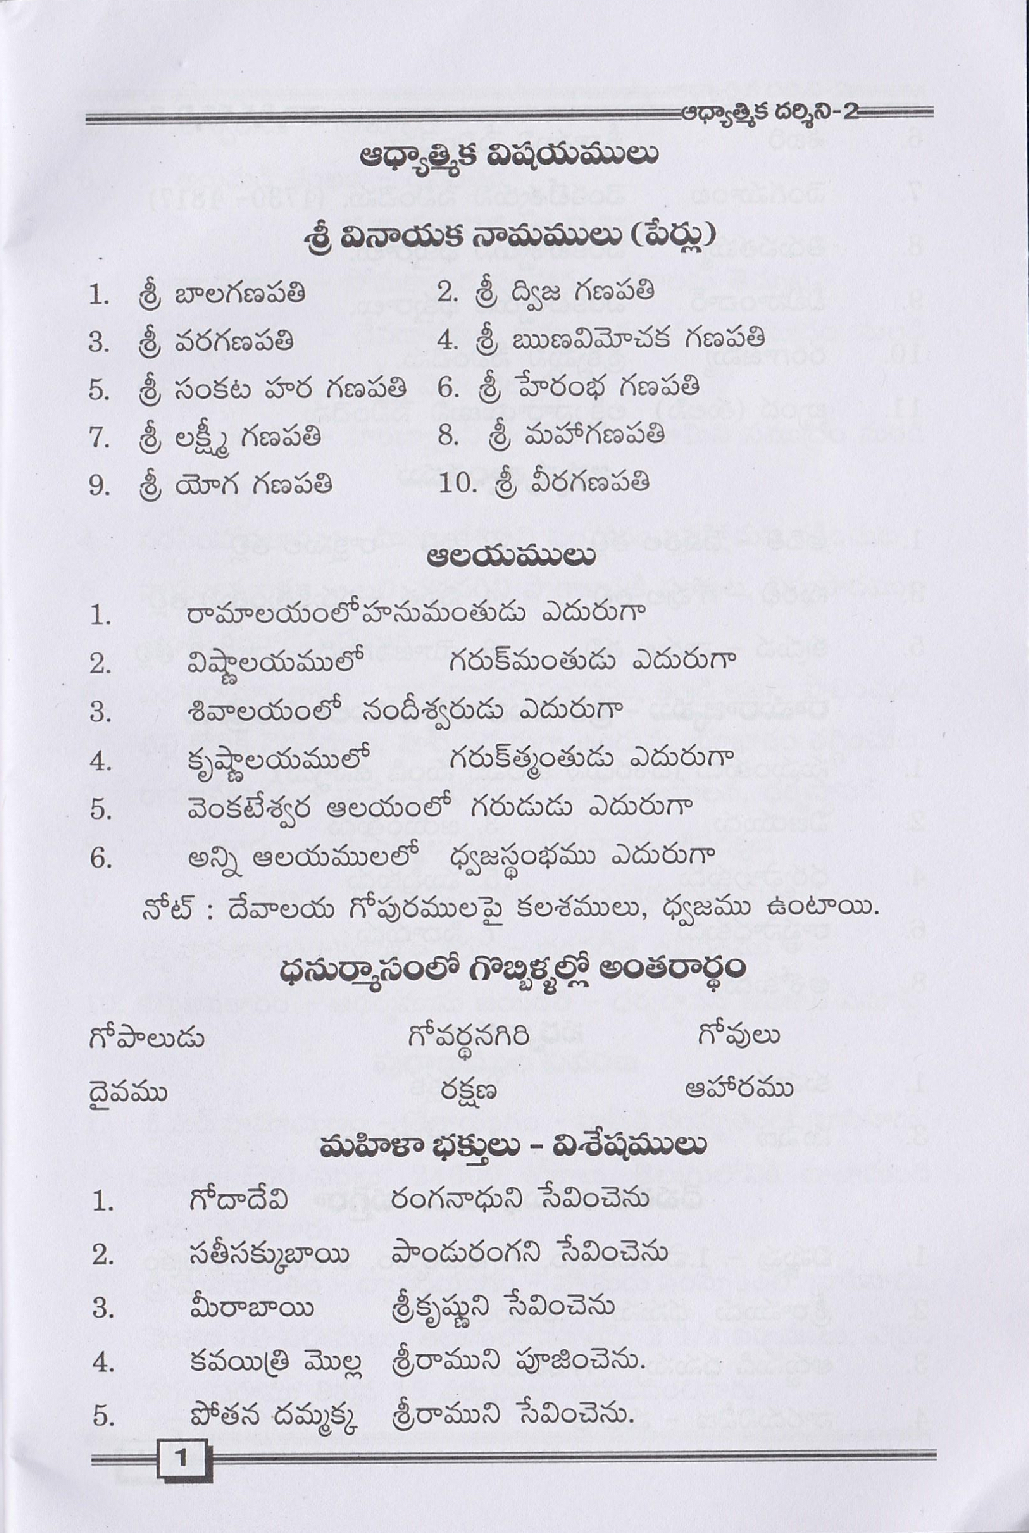 ఆధ్యాత్మిక దర్శిని-2
ఆధ్యాత్మిక విషయములు
శ్రీ వినాయక నామములు (పేర్లు)
1. శ్రీ బాలగణపతి 2. శ్రీ ద్విజ గణపతి
3. శ్రీ వరగణపతి 4. శ్రీ ఋణవిమోచక గణపతి
5. శ్రీ సంకట హర గణపతి 6. శ్రీ హేరంభ గణపతి
7. శ్రీ లక్ష్మీ గణపతి 8. శ్రీ మహాగణపతి
9. శ్రీ యోగ గణపతి 10. శ్రీ వీరగణపతి
ఆలయములు
1. రామాలయంలోహనుమంతుడు ఎదురుగా
2. విష్ణాలయములో గరుక్‌మంతుడు ఎదురుగా
3. శివాలయంలో నందీశ్వరుడు ఎదురుగా
4. కృష్ణాలయములో గరుక్‌త్మంతుడు ఎదురుగా
5. వెంకటేశ్వర ఆలయంలో గరుడుడు ఎదురుగా
6. అన్ని ఆలయములలో ధ్వజస్థంభము ఎదురుగా
నోట్ : దేవాలయ గోపురములపై కలశములు, ధ్వజము ఉంటాయి.
ధనుర్మాసంలో గొబ్బిళ్ళల్లో అంతరార్థం
గోపాలుడు గోవర్థనగిరి గోవులు
దైవము రక్షణ ఆహారము
మహిళా భక్తులు - విశేషములు
1. గోదాదేవి రంగనాధుని సేవించెను
2. సతీసక్కుబాయి పాండురంగని సేవించెను
3. మీరాబాయి శ్రీకృష్ణుని సేవించెను
4. కవయిత్రి మొల్ల శ్రీరాముని పూజించెను.
5. పోతన దమ్మక్క శ్రీరాముని సేవించెను.
1